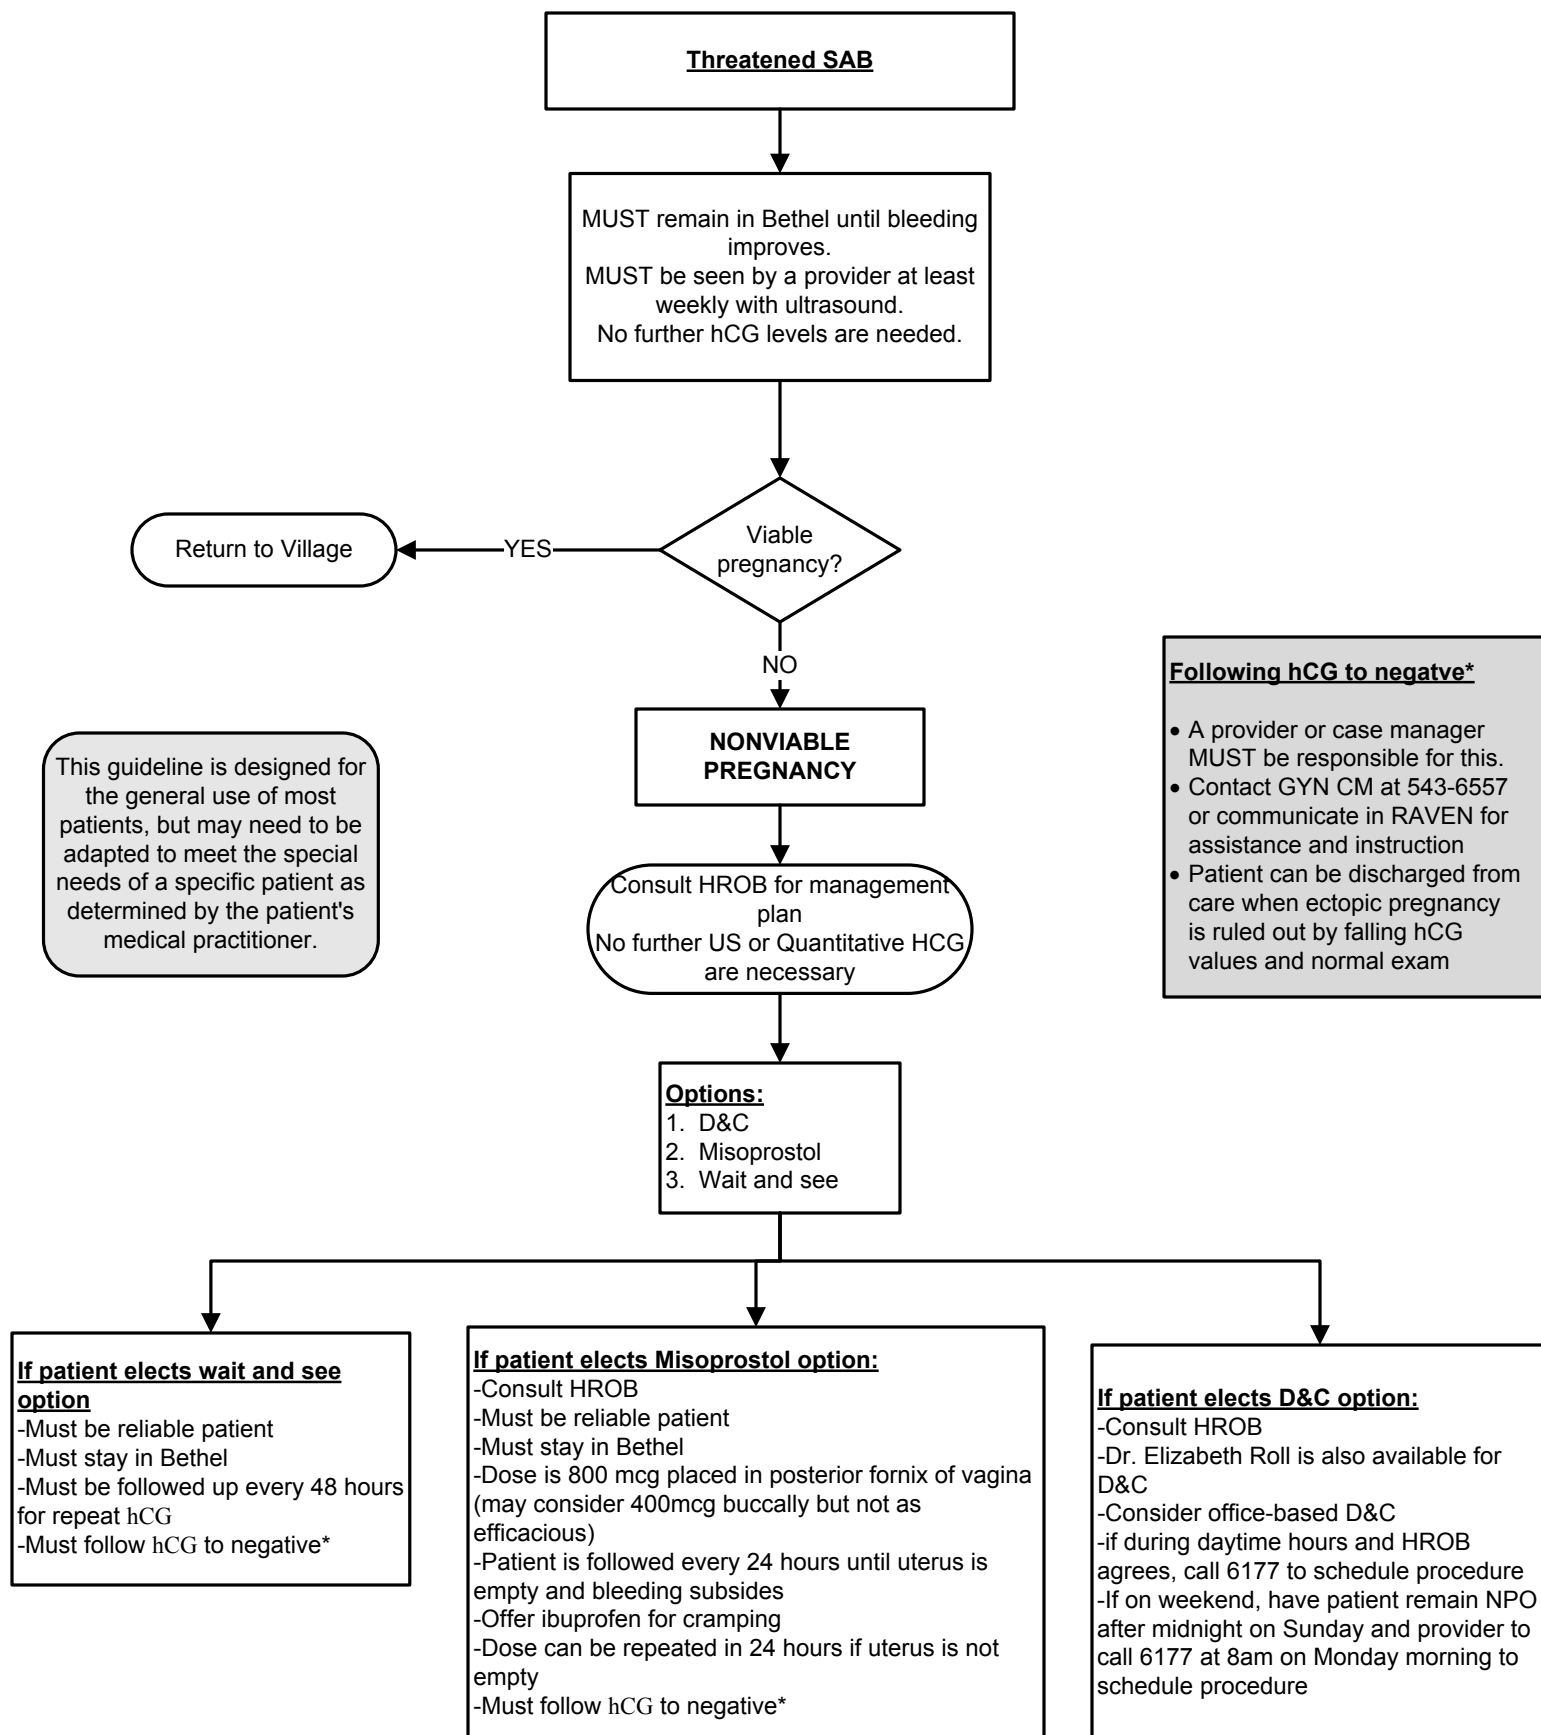 Threatened SAB
MUST remain in Bethel until bleeding
improves.
MUST be seen by a provider at least
weekly with ultrasound.
No further hCG levels are needed.
Viable
pregnancy?
YES
Return to Village
NO
NONVIABLE
PREGNANCY
This guideline is designed for
the general use of most
patients, but may need to be
adapted to meet the special
needs of a specific patient as
determined by the patient's
medical practitioner.
Following hCG to negatve*
• A provider or case manager
MUST be responsible for this.
• Contact GYN CM at 543-6557
or communicate in RAVEN for
assistance and instruction
• Patient can be discharged from
care when ectopic pregnancy
is ruled out by falling hCG
values and normal exam
Consult HROB for management
plan
No further US or Quantitative HCG
are necessary
Options:
1. D&C
2. Misoprostol
3. Wait and see
If patient elects wait and see
option
-Must be reliable patient
-Must stay in Bethel
-Must be followed up every 48 hours
for repeat hCG
-Must follow hCG to negative*
If patient elects Misoprostol option:
-Consult HROB
-Must be reliable patient
-Must stay in Bethel
-Dose is 800 mcg placed in posterior fornix of vagina
(may consider 400mcg buccally but not as
efficacious)
-Patient is followed every 24 hours until uterus is
empty and bleeding subsides
-Offer ibuprofen for cramping
-Dose can be repeated in 24 hours if uterus is not
empty
-Must follow hCG to negative*
If patient elects D&C option:
-Consult HROB
-Dr. Elizabeth Roll is also available for
D&C
-Consider office-based D&C
-if during daytime hours and HROB
agrees, call 6177 to schedule procedure
-If on weekend, have patient remain NPO
after midnight on Sunday and provider to
call 6177 at 8am on Monday morning to
schedule procedure